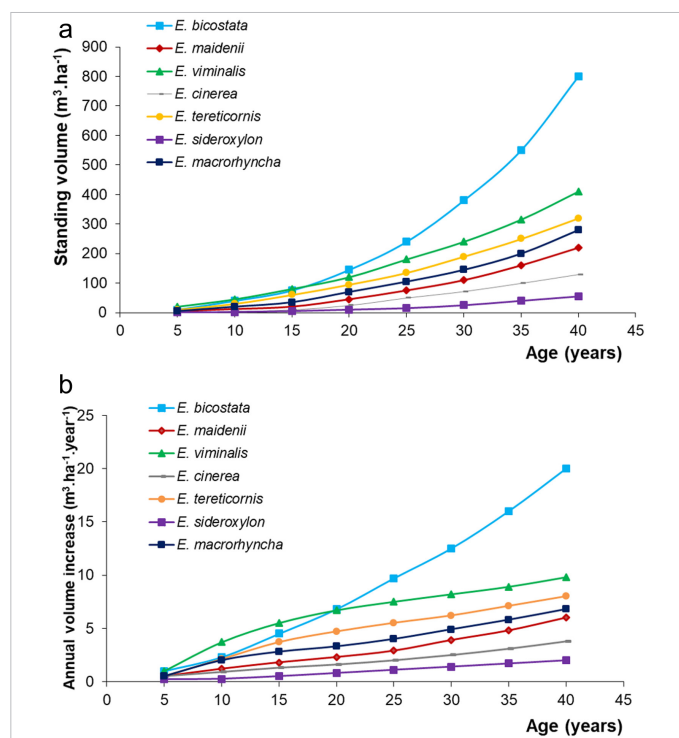 a
900
800
700
600
500
400
300
200
100
0
Standing volume (m³.ha⁻¹)
E. bicostata
E. maidenii
E. viminalis
E. cinerea
E. tereticornis
E. sideroxylon
E. macrorhyncha
0 5 10 15 20 25 30 35 40 45
Age (years)
b
25
20
15
10
5
0
Annual volume increase (m³.ha⁻¹.year⁻¹)
E. bicostata
E. maidenii
E. viminalis
E. cinerea
E. tereticornis
E. sideroxylon
E. macrorhyncha
0 5 10 15 20 25 30 35 40 45
Age (years)